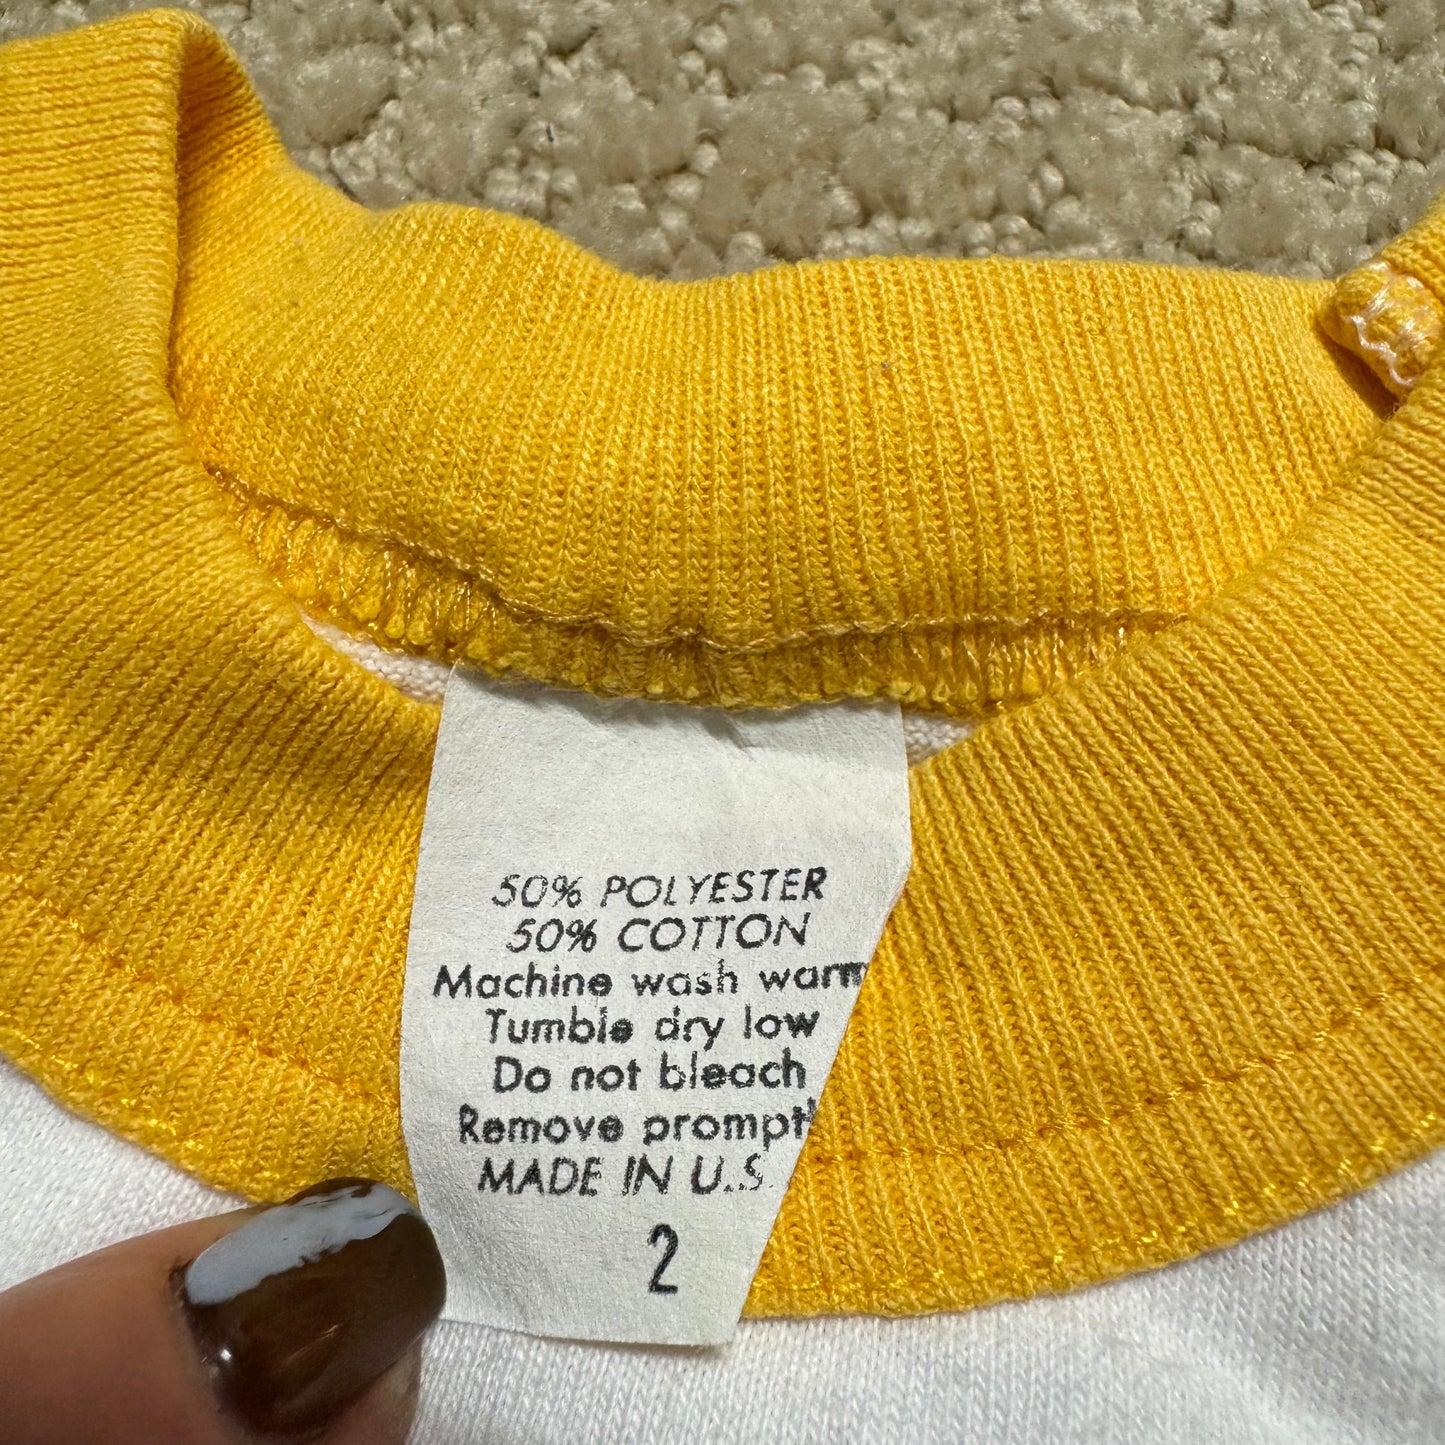 50% POLYESTER
50% COTTON
Machine wash warm
Tumble dry low
Do not bleach
Remove prompt
MADE IN U.S.
2